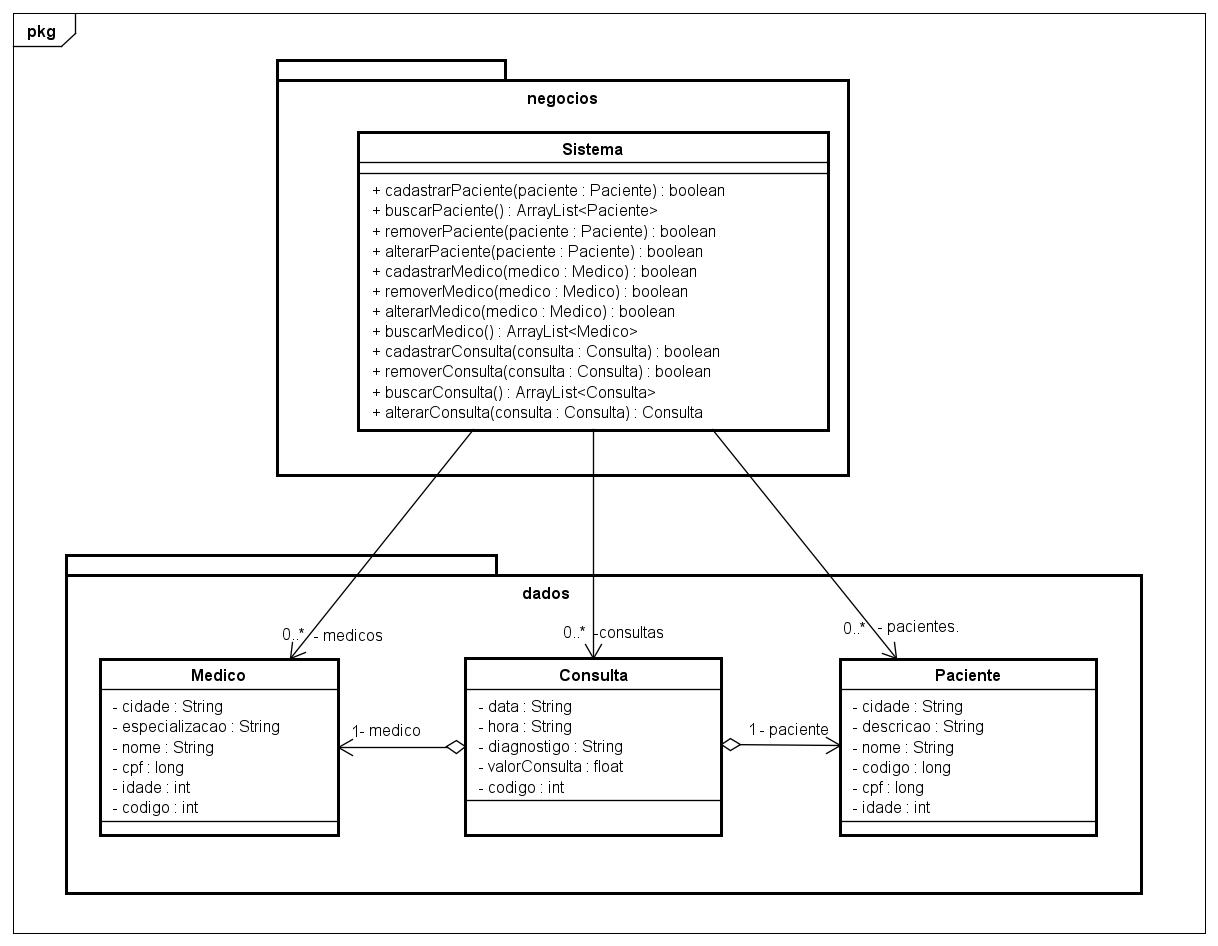 pkg
negocios
Sistema
+ cadastrarPaciente(paciente : Paciente) : boolean
+ buscarPaciente() : ArrayList<Paciente>
+ removerPaciente(paciente : Paciente) : boolean
+ alterarPaciente(paciente : Paciente) : boolean
+ cadastrarMedico(medico : Medico) : boolean
+ removerMedico(medico : Medico) : boolean
+ alterarMedico(medico : Medico) : boolean
+ buscarMedico() : ArrayList<Medico>
+ cadastrarConsulta(consulta : Consulta) : boolean
+ removerConsulta(consulta : Consulta) : boolean
+ buscarConsulta() : ArrayList<Consulta>
+ alterarConsulta(consulta : Consulta) : Consulta
dados
0..* - medicos
0..* -consultas
0..* - pacientes.
Medico
- cidade : String
- especializacao : String
- nome : String
- cpf : long
- idade : int
- codigo : int
1- medico
Consulta
- data : String
- hora : String
- diagnostigo : String
- valorConsulta : float
- codigo : int
1- paciente
Paciente
- cidade : String
- descricao : String
- nome : String
- codigo : long
- cpf : long
- idade : int